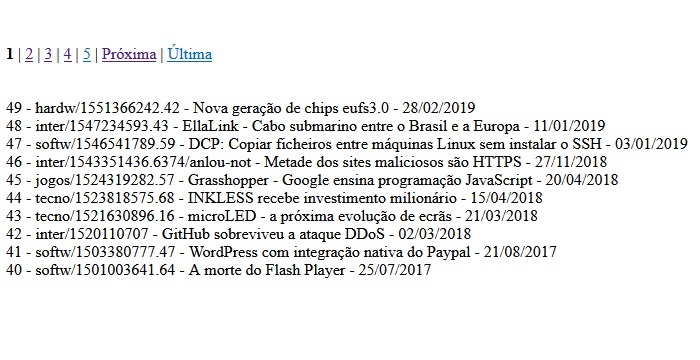 1 | 2 | 3 | 4 | 5 | Próxima | Última
49 - hardw/1551366242.42 - Nova geração de chips eufs3.0 - 28/02/2019
48 - inter/1547234593.43 - EllaLink - Cabo submarino entre o Brasil e a Europa - 11/01/2019
47 - softw/1546541789.59 - DCP: Copiar ficheiros entre máquinas Linux sem instalar o SSH - 03/01/2019
46 - inter/1543351436.6374/anlou-not - Metade dos sites maliciosos são HTTPS - 27/11/2018
45 - jogos/1524319282.57 - Grasshopper - Google ensina programação JavaScript - 20/04/2018
44 - tecno/1523818575.68 - INKLESS recebe investimento milionário - 15/04/2018
43 - tecno/1521630896.16 - microLED - a próxima evolução de ecrãs - 21/03/2018
42 - inter/1520110707 - GitHub sobreviveu a ataque DDoS - 02/03/2018
41 - softw/1503380777.47 - WordPress com integração nativa do Paypal - 21/08/2017
40 - softw/1501003641.64 - A morte do Flash Player - 25/07/2017